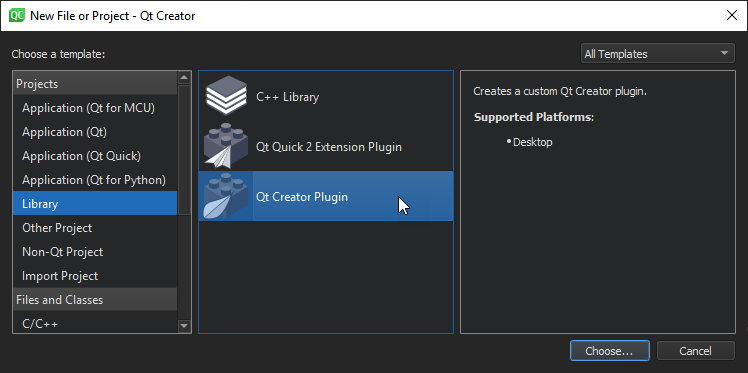 QC New File or Project - Qt Creator
Choose a template:
All Templates
Projects
Application (Qt for MCU)
Application (Qt)
Application (Qt Quick)
Application (Qt for Python)
Library
Other Project
Non-Qt Project
Import Project
Files and Classes
C/C++
C++ Library
Qt Quick 2 Extension Plugin
Qt Creator Plugin
Creates a custom Qt Creator plugin.
Supported Platforms:
• Desktop
Choose...
Cancel